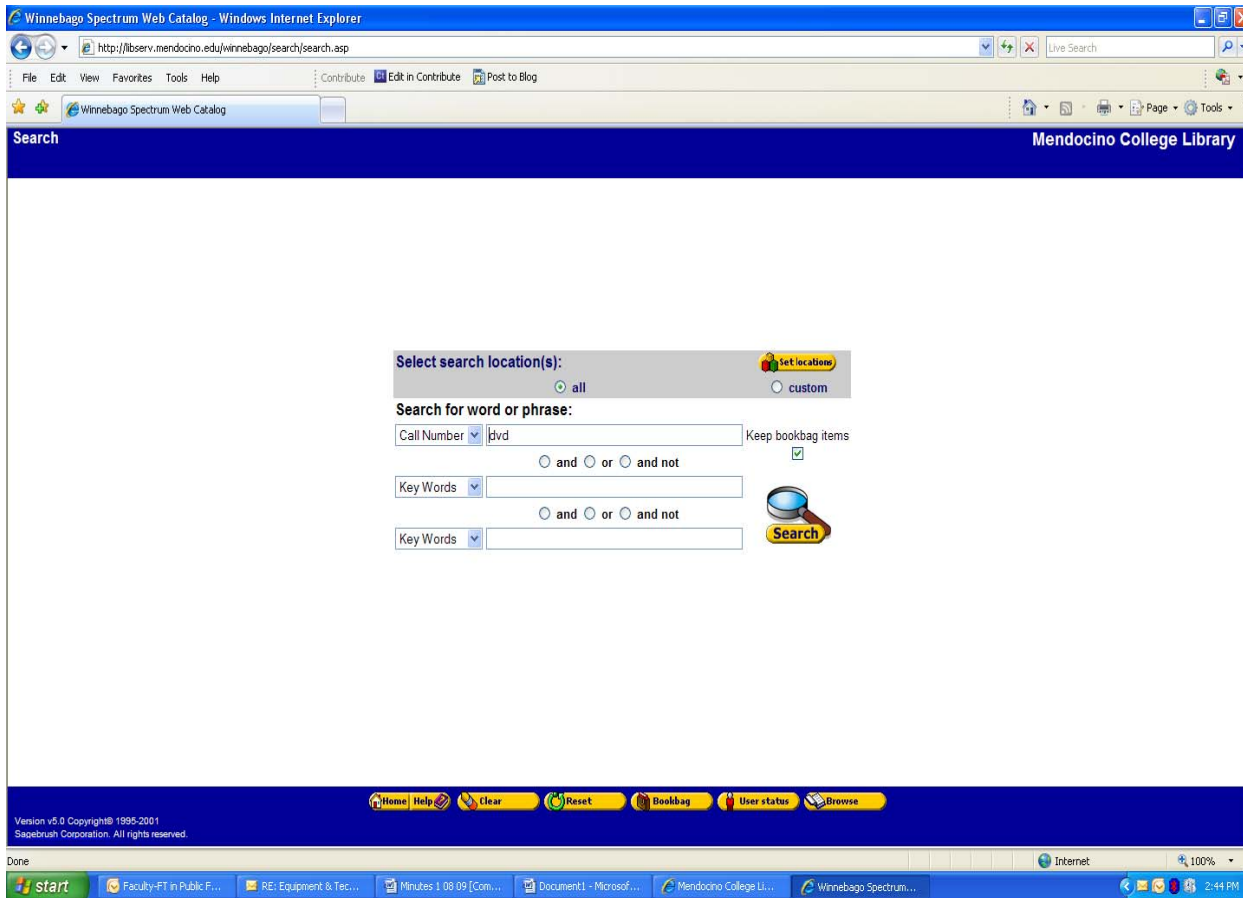 Winnebago Spectrum Web Catalog - Windows Internet Explorer
http://libserv.mendocino.edu/winnebago/search/search.asp
Live Search
File Edit View Favorites Tools Help
Contribute Edit in Contribute Post to Blog
Winnebago Spectrum Web Catalog
Page Tools
Search
Mendocino College Library
Select search location(s):
Set locations
all
custom
Search for word or phrase:
Call Number dvd
Keep bookbag items
and or and not
Key Words
and or and not
Key Words
Search
Home Help Clear Reset Bookbag User status Browse
Version v5.0 Copyright© 1995-2001
Sagebrush Corporation. All rights reserved.
Done
Internet
100%
start
Faculty-FT in Public F...
RE: Equipment & Tec...
Minutes 1 08 09 [Com...
Document1 - Microsof...
Mendocino College Li...
Winnebago Spectrum...
2:44 PM